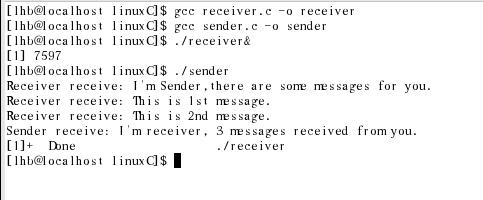 [lhb@localhost linuxC]$ gcc receiver.c -o receiver
[lhb@localhost linuxC]$ gcc sender.c -o sender
[lhb@localhost linuxC]$ ./receiver&
[1] 7597
[lhb@localhost linuxC]$ ./sender
Receiver receive: I'm Sender,there are some messages for you.
Receiver receive: This is 1st message.
Receiver receive: This is 2nd message.
Sender receive: I'm receiver, 3 messages received from you.
[1]+  Done                    ./receiver
[lhb@localhost linuxC]$